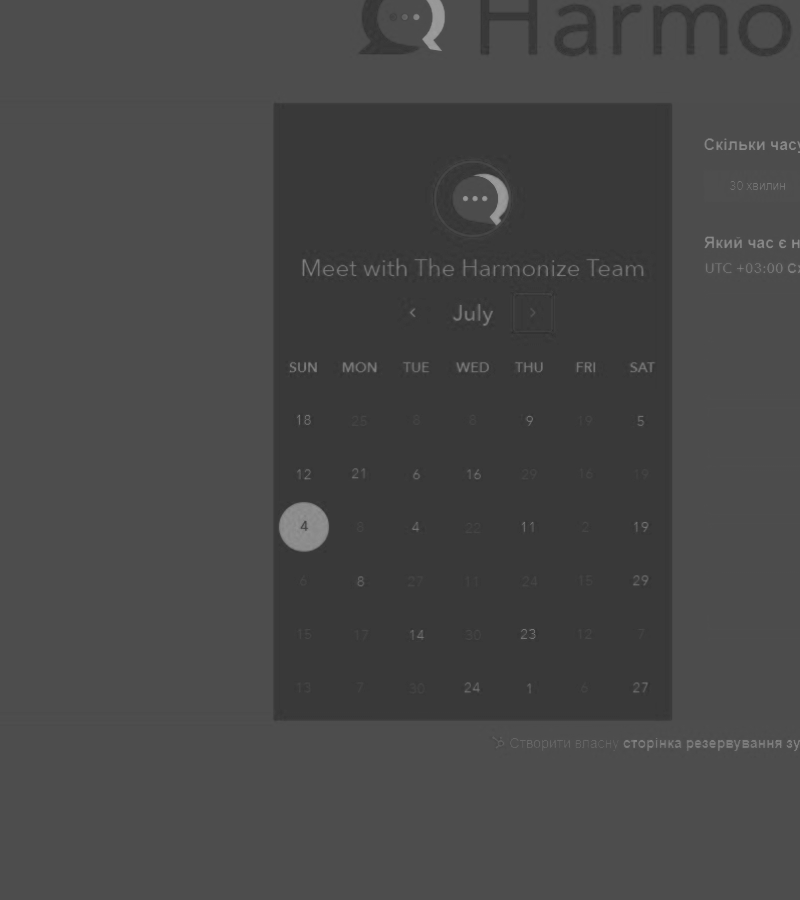 Harmo
Скільки часу
30 хвилин
Meet with The Harmonize Team
Який час є н
UTC +03:00 Сх
July
SUN MON TUE WED THU FRI SAT
18 25 9 19 5
12 21 6 16 29 16 19
4 4 22 11 2 19
6 8 27 11 24 15 29
15 17 14 30 23 12 7
13 7 30 24 1 6 27
Створити власну сторінка резервування зу